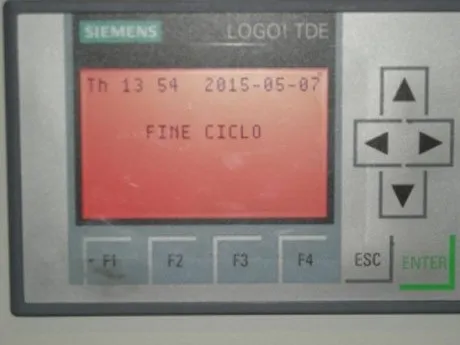 SIEMENS LOGO! TDE
Th 13 54 2015-05-07
FINE CICLO
F1 F2 F3 F4 ESC ENTER